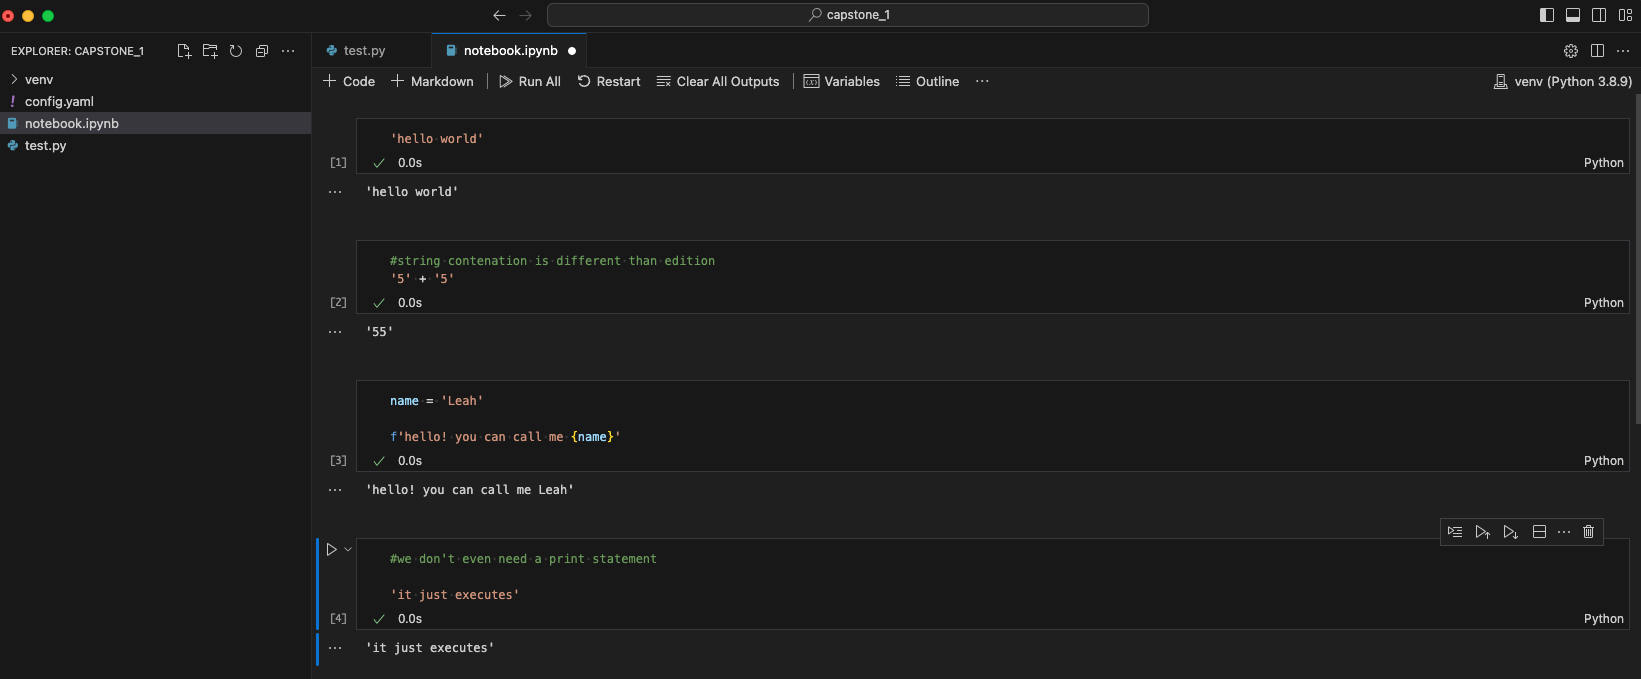 capstone_1
EXPLORER: CAPSTONE_1
venv
! config.yaml
notebook.ipynb
test.py
test.py
notebook.ipynb
+ Code + Markdown Run All Restart Clear All Outputs Variables Outline ... venv (Python 3.8.9)
'hello world'
[1] 0.0s Python
... 'hello world'
#string contenation is different than edition
'5' + '5'
[2] 0.0s Python
... '55'
name = 'Leah'
f'hello! you can call me {name}'
[3] 0.0s Python
... 'hello! you can call me Leah'
#we don't even need a print statement
'it just executes'
[4] 0.0s Python
... 'it just executes'